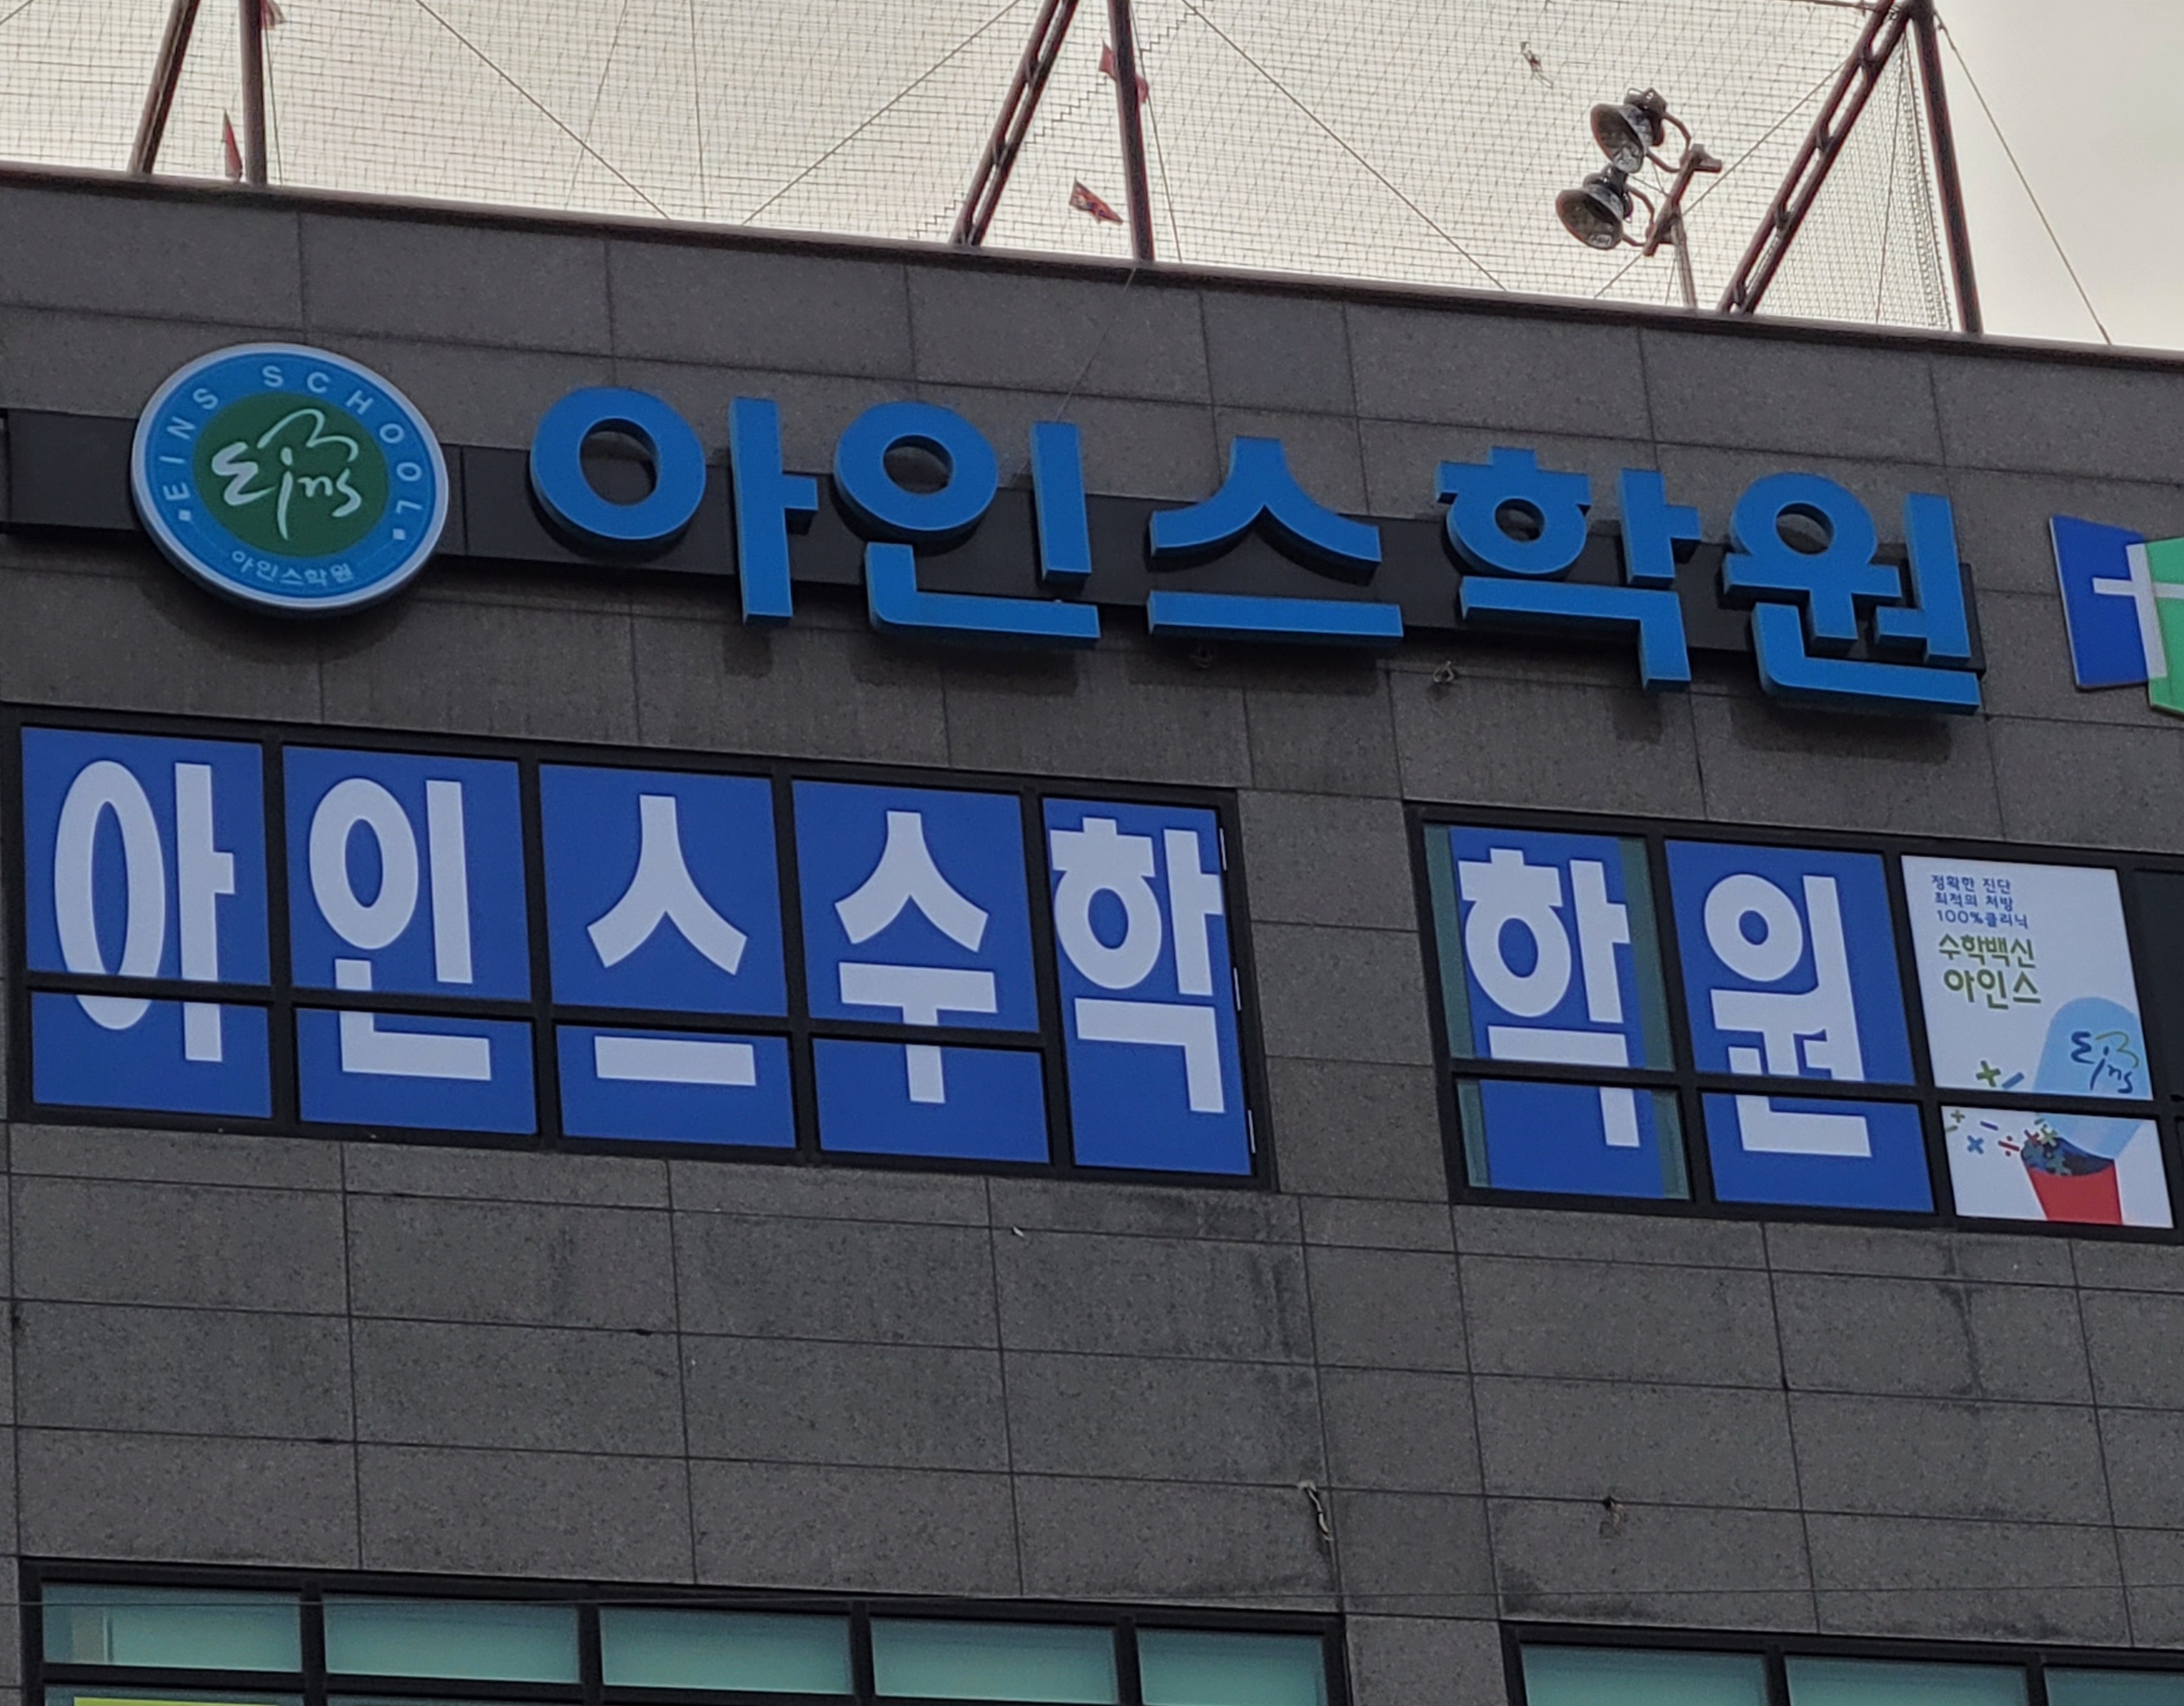 EINS SCHOOL
Eins
아인스학원
아인스학원
아인스수학 학원
정확한 진단
최적의 처방
100%클리닉
수학백신
아인스
Eins